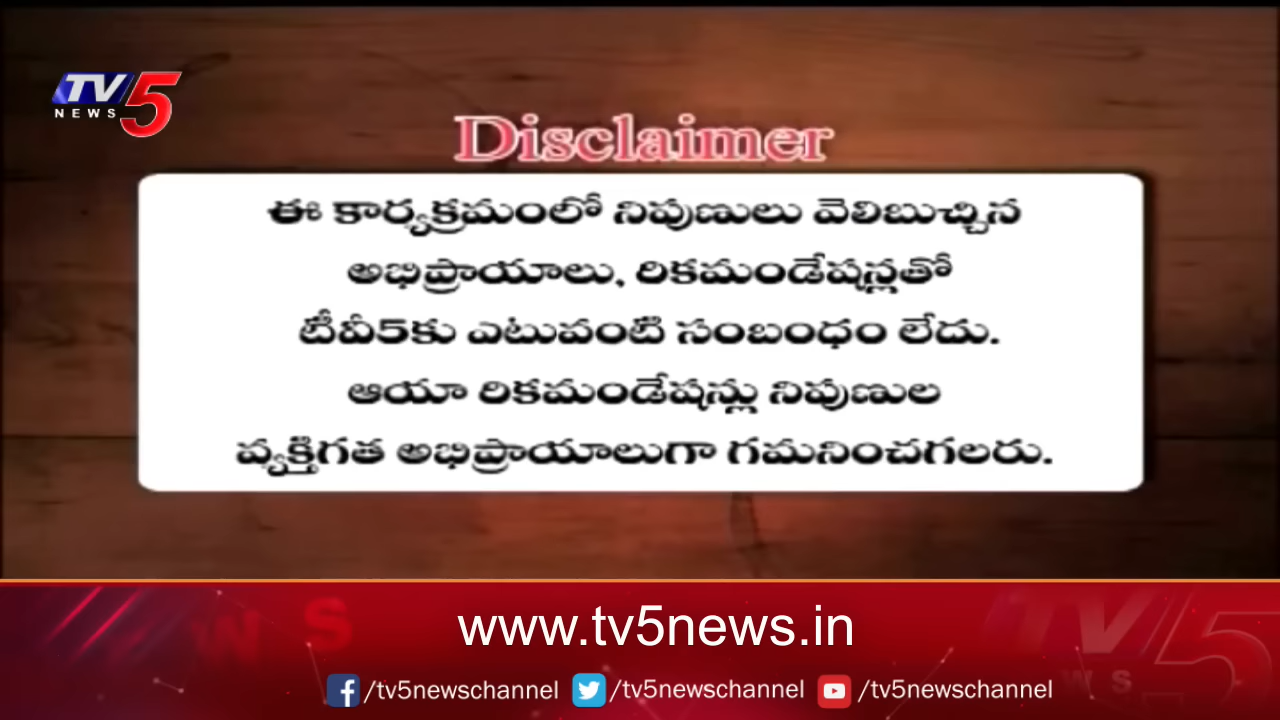 TV5
NEWS
Disclaimer
ఈ కార్యక్రమంలో నిపుణులు వెలిబుచ్చిన
అభిప్రాయాలు, రికమండేషన్లతో
టీవీ5కు ఎటువంటి సంబంధం లేదు.
ఆయా రికమండేషన్లు నిపుణుల
వ్యక్తిగత అభిప్రాయాలుగా గమనించగలరు.
www.tv5news.in
/tv5newschannel /tv5newschannel /tv5newschannel